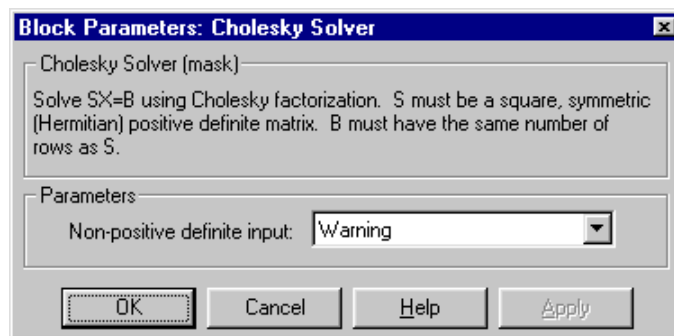 Block Parameters: Cholesky Solver
Cholesky Solver (mask)
Solve SX=B using Cholesky factorization. S must be a square, symmetric
(Hermitian) positive definite matrix. B must have the same number of
rows as S.
Parameters
Non-positive definite input: Warning
OK Cancel Help Apply